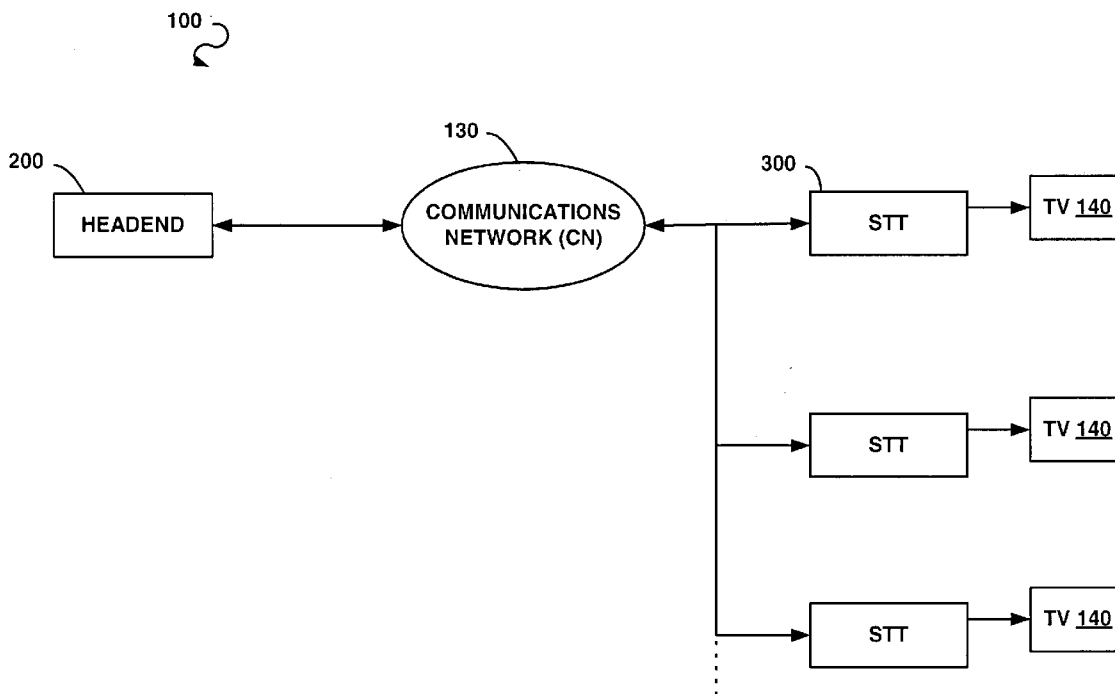 100
130
200
300
HEADEND
COMMUNICATIONS
NETWORK (CN)
STT
TV 140
STT
TV 140
STT
TV 140